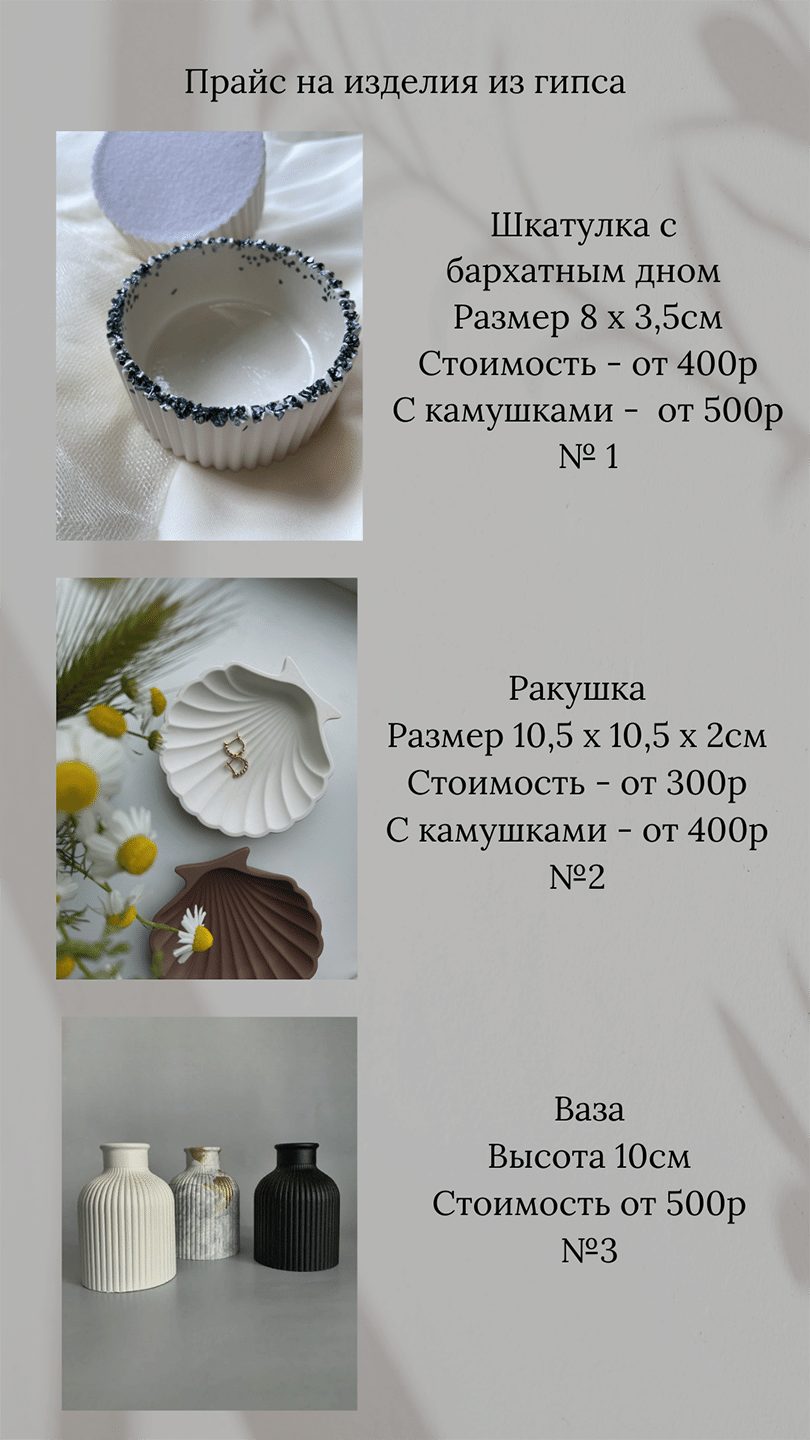 Прайс на изделия из гипса
Шкатулка с
бархатным дном
Размер 8 х 3,5см
Стоимость - от 400р
С камушками - от 500р
№ 1
Ракушка
Размер 10,5 х 10,5 х 2см
Стоимость - от 300р
С камушками - от 400р
№2
Ваза
Высота 10см
Стоимость от 500р
№3